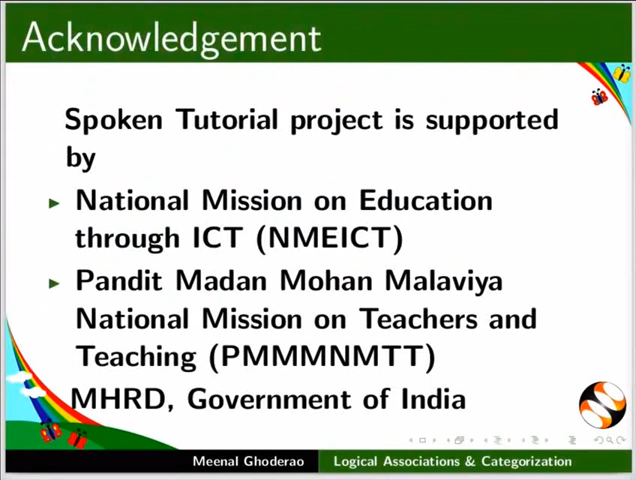 Acknowledgement
Spoken Tutorial project is supported
by
National Mission on Education
through ICT (NMEICT)
Pandit Madan Mohan Malaviya
National Mission on Teachers and
Teaching (PMMMNMTT)
MHRD, Government of India
Meenal Ghoderao Logical Associations & Categorization